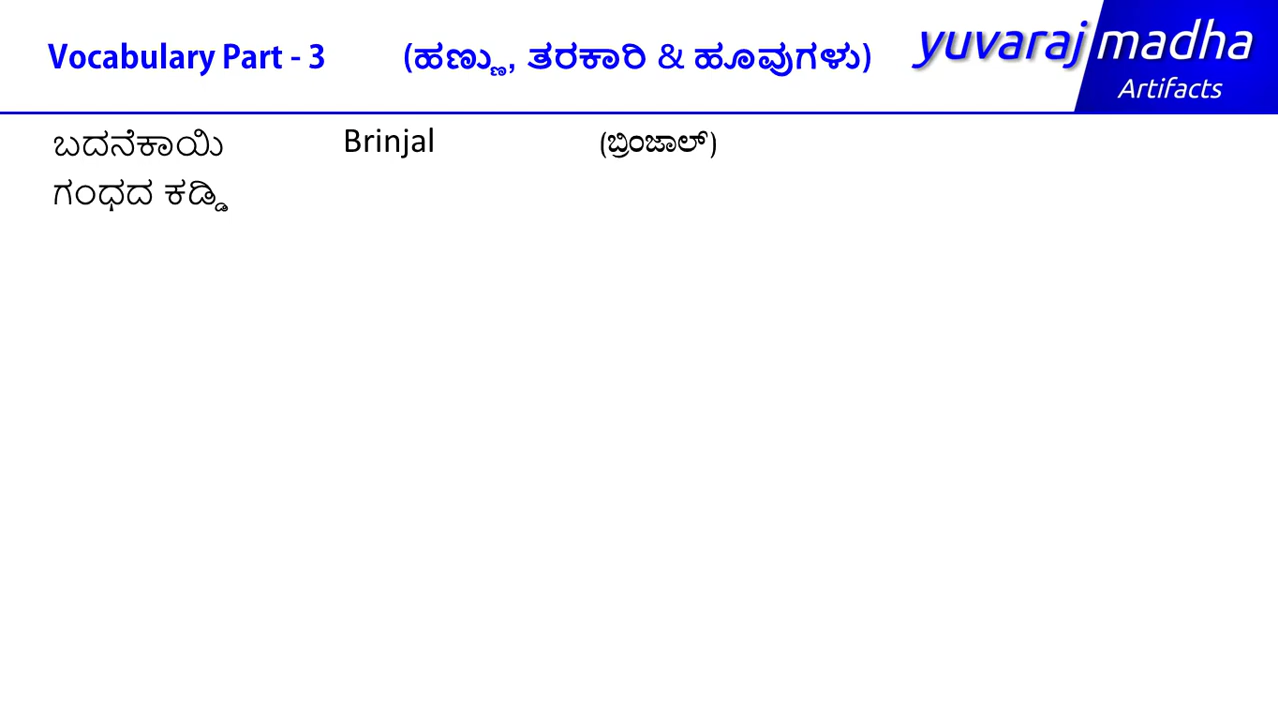 Vocabulary Part - 3 (ಹಣ್ಣು, ತರಕಾರಿ & ಹೂವುಗಳು)
yuvaraj madha
Artifacts
ಬದನೆಕಾಯಿ Brinjal (ಬ್ರಿಂಜಾಲ್)
ಗಂಧದ ಕಡ್ಡಿ